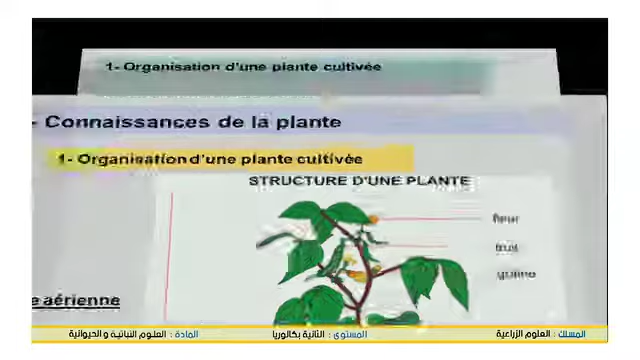 1- Organisation d'une plante cultivée
- Connaissances de la plante
1- Organisation d'une plante cultivée
STRUCTURE D'UNE PLANTE
fleur
fruit
e aérienne
المسلك : العلوم الزراعية
المستوى : الثانية بكالوريا
المادة : العلوم النباتية و الحيوانية